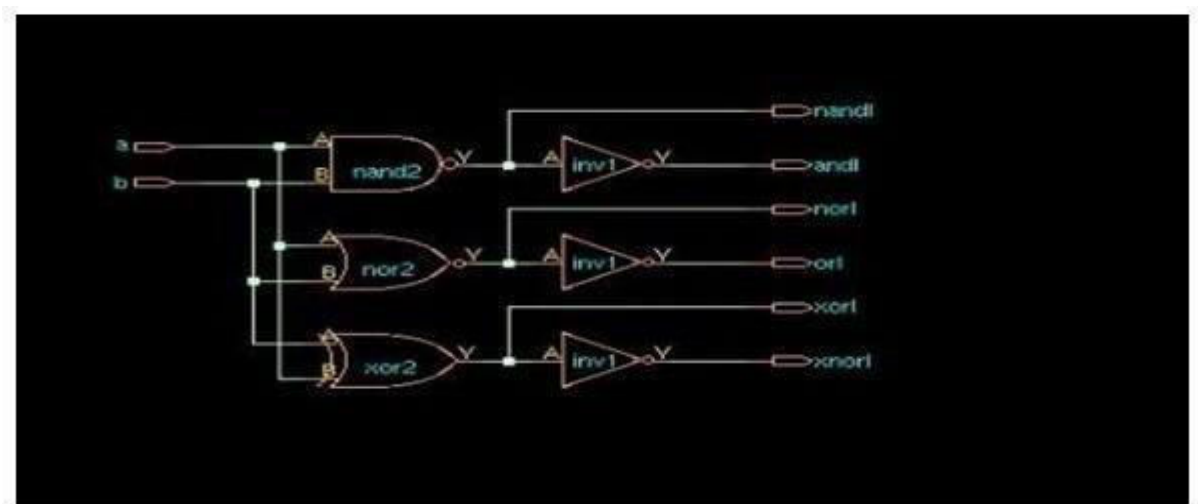 nandl
a A Y A Y
nand2 inv1 andl
b B
norl
A Y A Y
nor2 inv1 orl
B
xorl
A Y A Y
xor2 inv1 xnorl
B